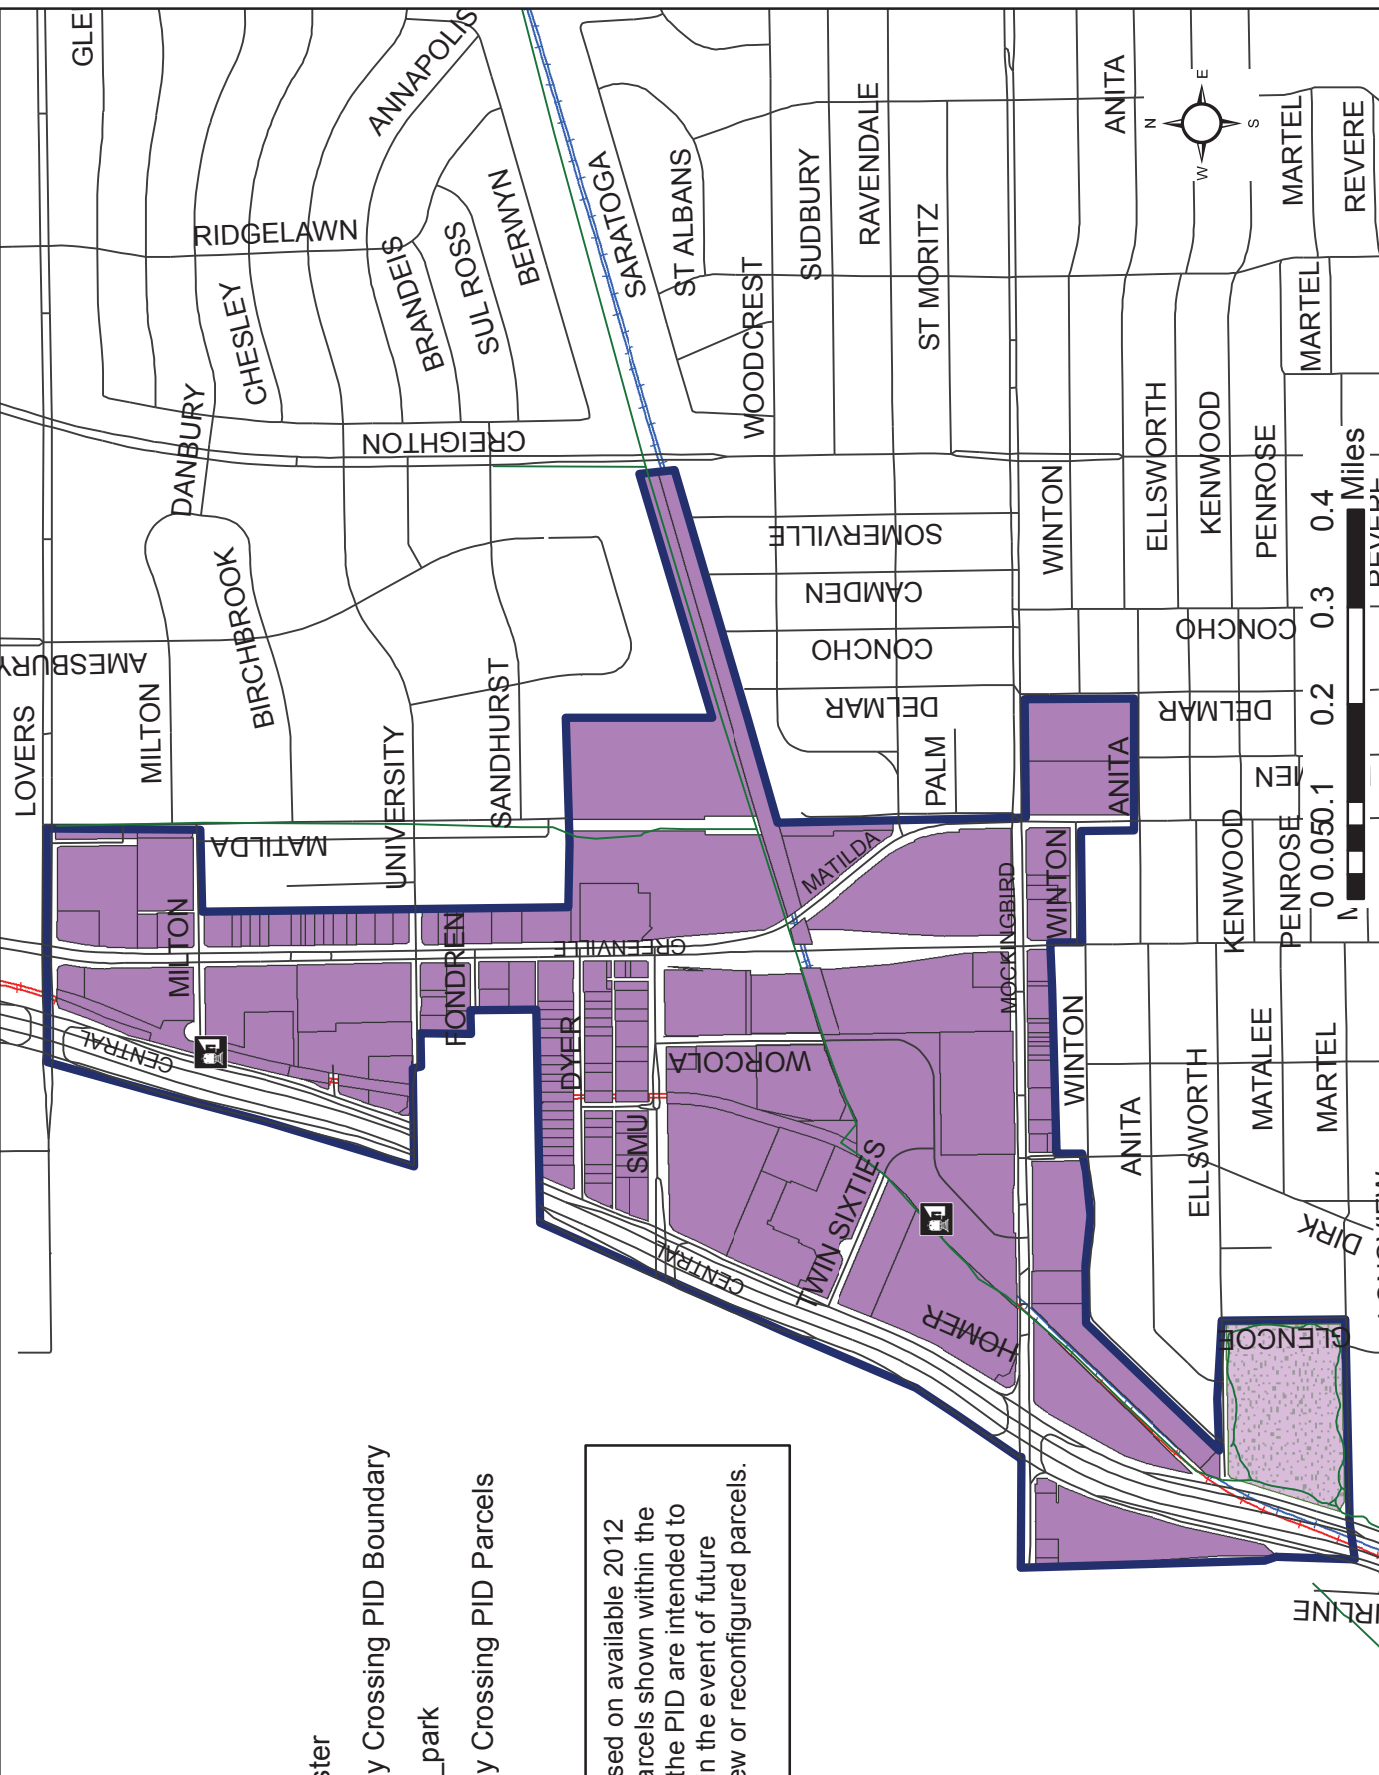 GLE
ANNAPOLIS
RIDGELAWN
CHESLEY
BRANDEIS
SUL ROSS
BERWYN
SARATOGA
ST ALBANS
WOODCREST
SUDBURY
RAVENDALE
ST MORITZ
ANITA
N
E
S
W
MARTEL
REVERE
MARTEL
DANBURY
CREIGHTON
BIRCHBROOK
AMESBURY
LOVERS
MILTON
UNIVERSITY
SANDHURST
SOMERVILLE
CAMDEN
CONCHO
DELMAR
PALM
WINTON
ELLSWORTH
KENWOOD
PENROSE
CONCHO
DELMAR
ANITA
MATILDA
MATILDA
MILTON
FONDREN
GREENVILLE
MOCKINGBIRD
WINTON
KENWOOD
PENROSE
0 0.05 0.1 0.2 0.3 0.4
Miles
REVERE
CENTRAL
DYER
SMU
WORCOLA
TWIN SIXTIES
CENTRAL
HOMER
WINTON
ANITA
ELLSWORTH
MATALEE
MARTEL
DIRK
GLENCOE
IRLINE
ster
y Crossing PID Boundary
_park
y Crossing PID Parcels
sed on available 2012
arcels shown within the
the PID are intended to
n the event of future
ew or reconfigured parcels.